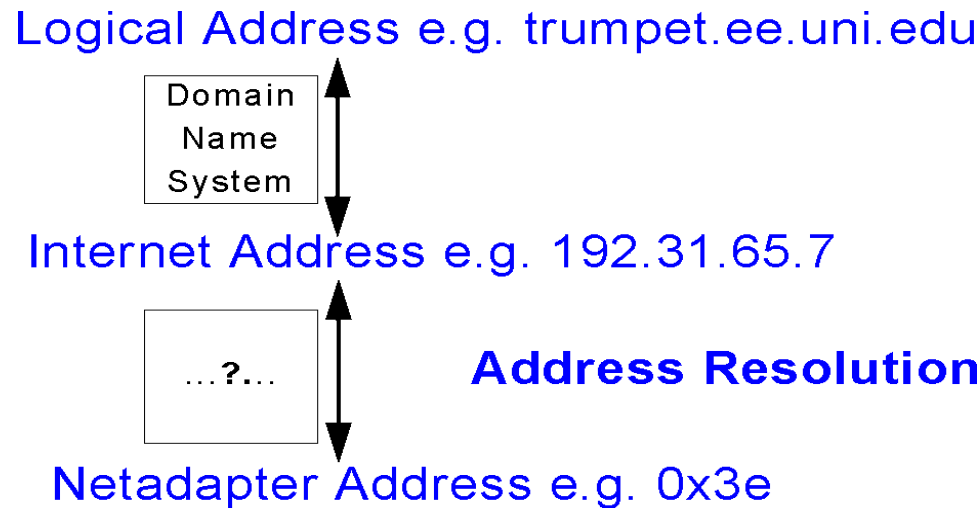 Logical Address e.g. trumpet.ee.uni.edu
Domain
Name
System
Internet Address e.g. 192.31.65.7
...?...
Address Resolution
Netadapter Address e.g. 0x3e